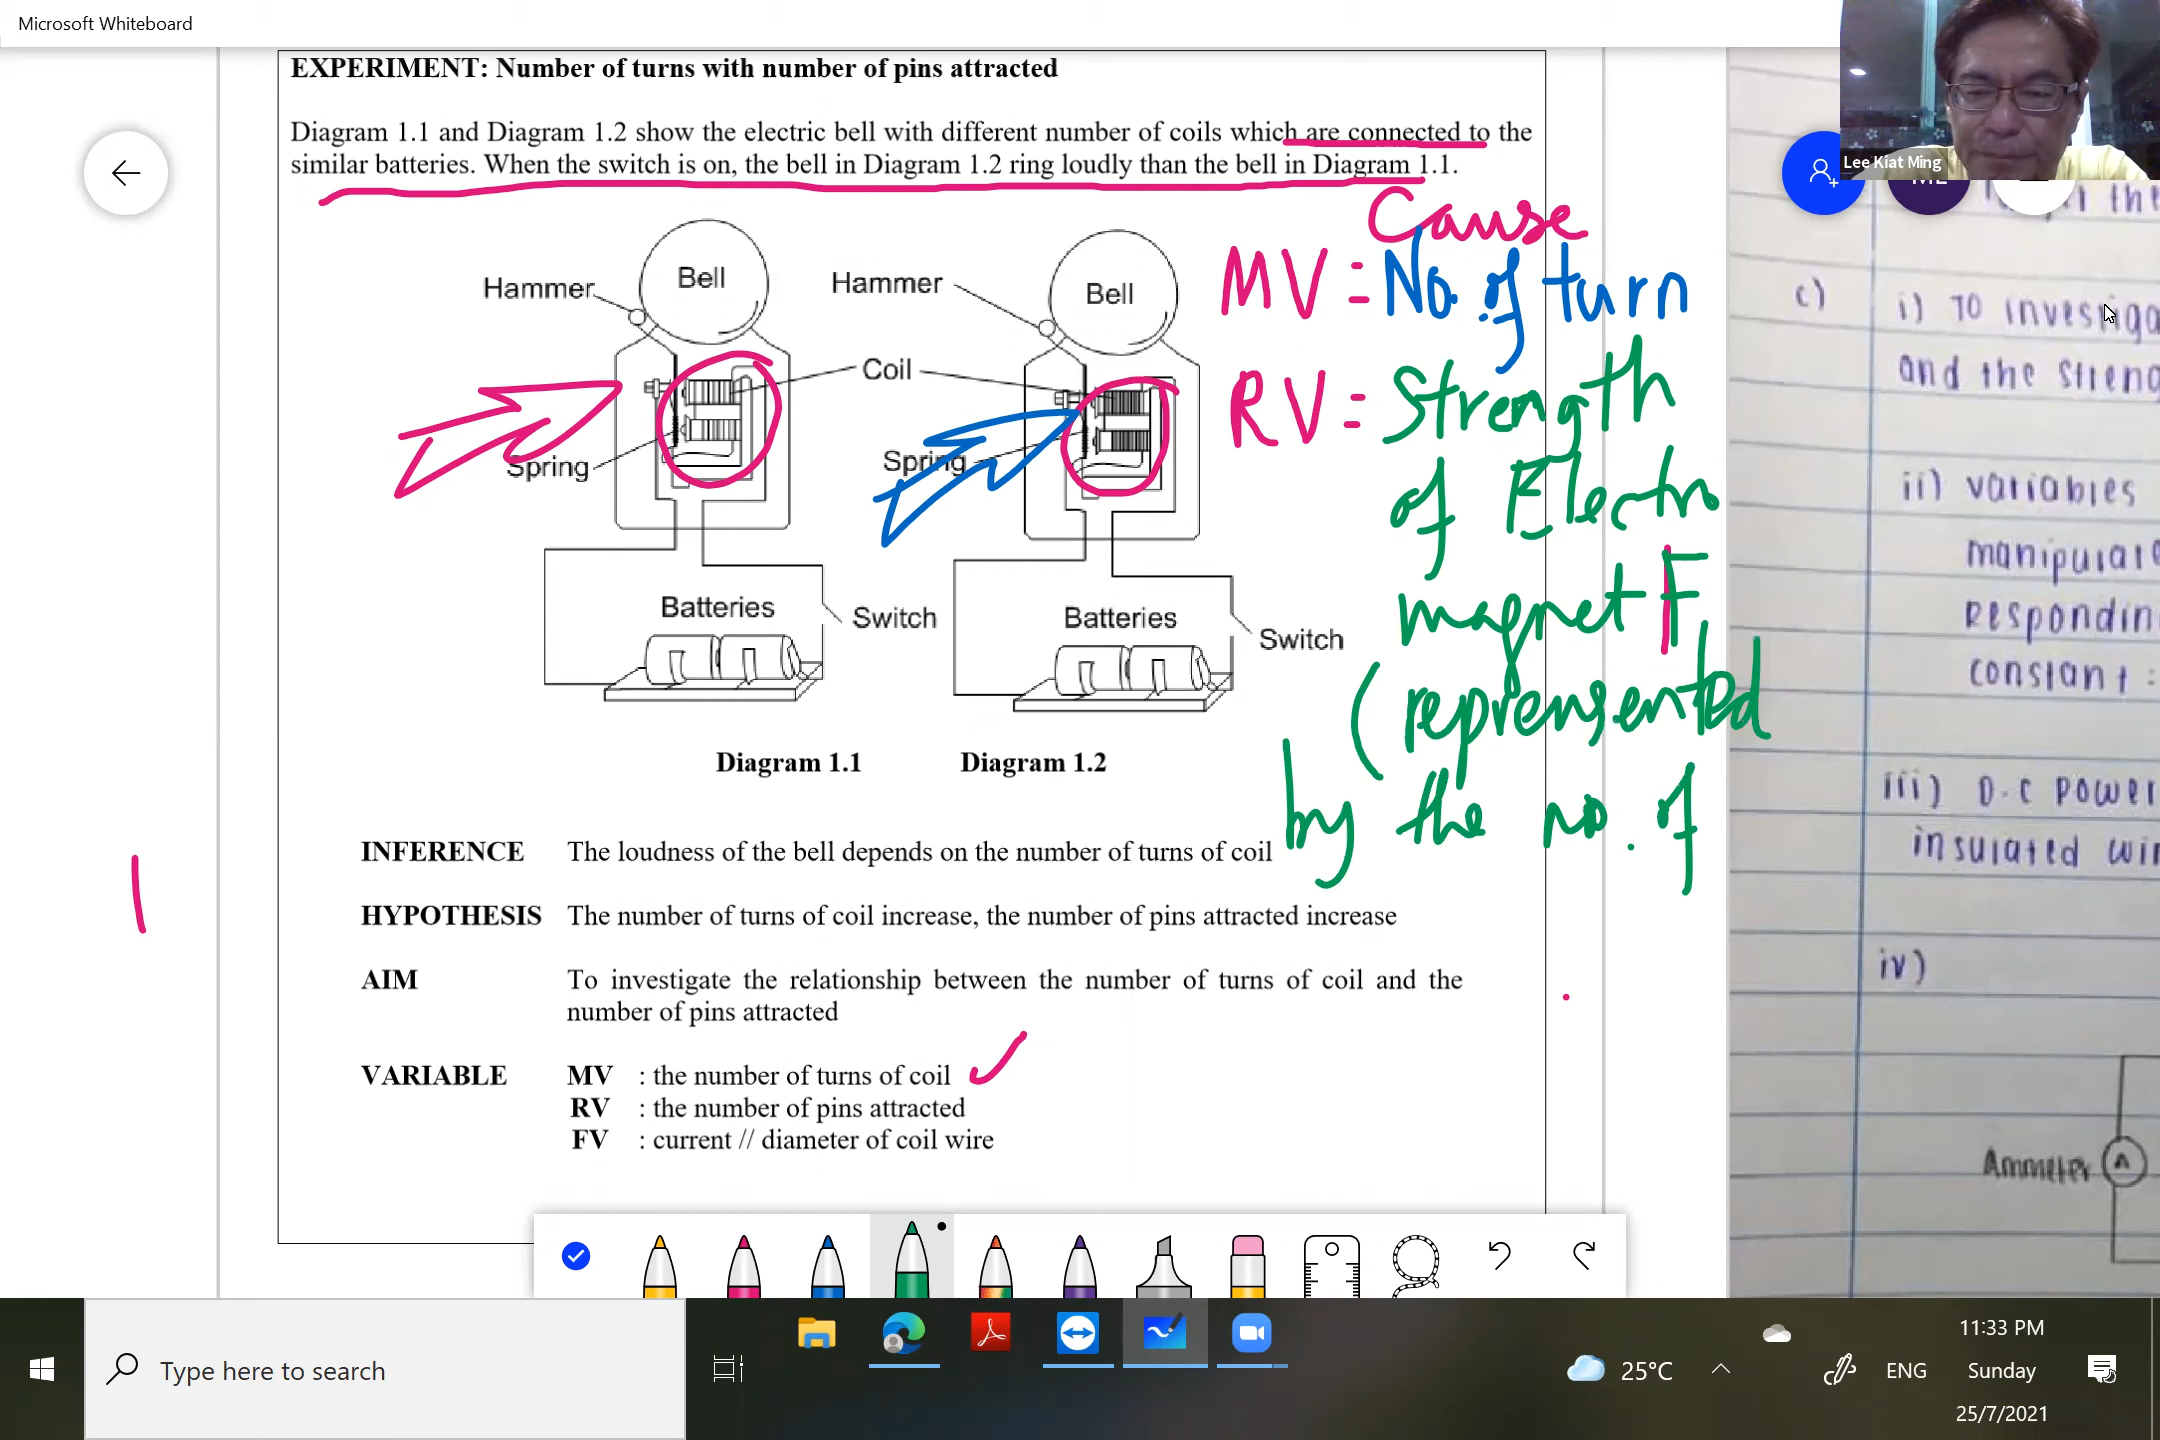 Microsoft Whiteboard
EXPERIMENT: Number of turns with number of pins attracted
Diagram 1.1 and Diagram 1.2 show the electric bell with different number of coils which are connected to the
similar batteries. When the switch is on, the bell in Diagram 1.2 ring loudly than the bell in Diagram 1.1.
Lee Kiat Ming
Cause
MV = No. of turn
RV = Strength
of Electro
magnet F
(reprensented
by the no. of
Hammer
Bell
Hammer
Bell
Coil
Spring
Spring
Batteries
Switch
Batteries
Switch
Diagram 1.1
Diagram 1.2
INFERENCE The loudness of the bell depends on the number of turns of coil
HYPOTHESIS The number of turns of coil increase, the number of pins attracted increase
AIM To investigate the relationship between the number of turns of coil and the
number of pins attracted
VARIABLE MV : the number of turns of coil
RV : the number of pins attracted
FV : current // diameter of coil wire
the
c) i) To investiga
and the streng
ii) variables
manipulate
Responding
constant :
iii) D.C power
insulated wir
iv)
Ammeter A
Type here to search
25°C
ENG
11:33 PM
Sunday
25/7/2021